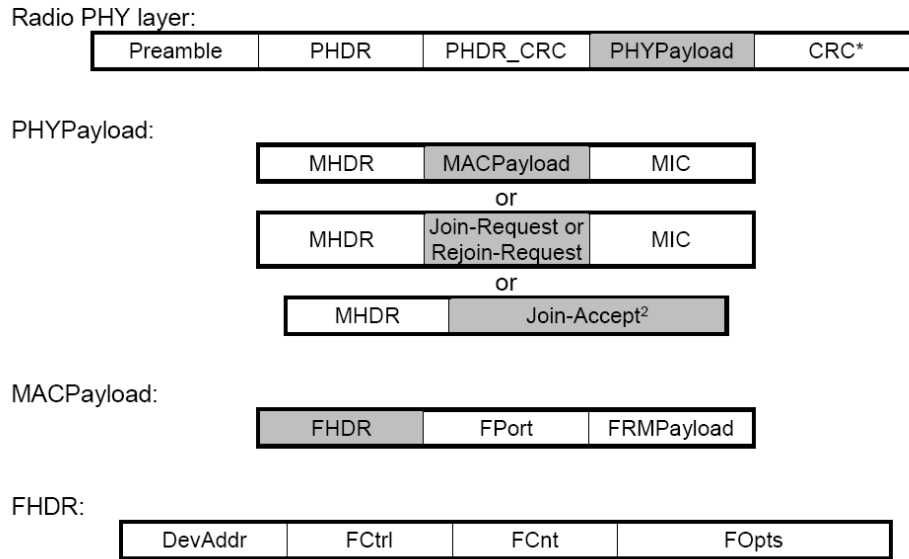 Radio PHY layer:
Preamble PHDR PHDR_CRC PHYPayload CRC*
PHYPayload:
MHDR MACPayload MIC
or
MHDR Join-Request or Rejoin-Request MIC
or
MHDR Join-Accept²
MACPayload:
FHDR FPort FRMPayload
FHDR:
DevAddr FCtrl FCnt FOpts